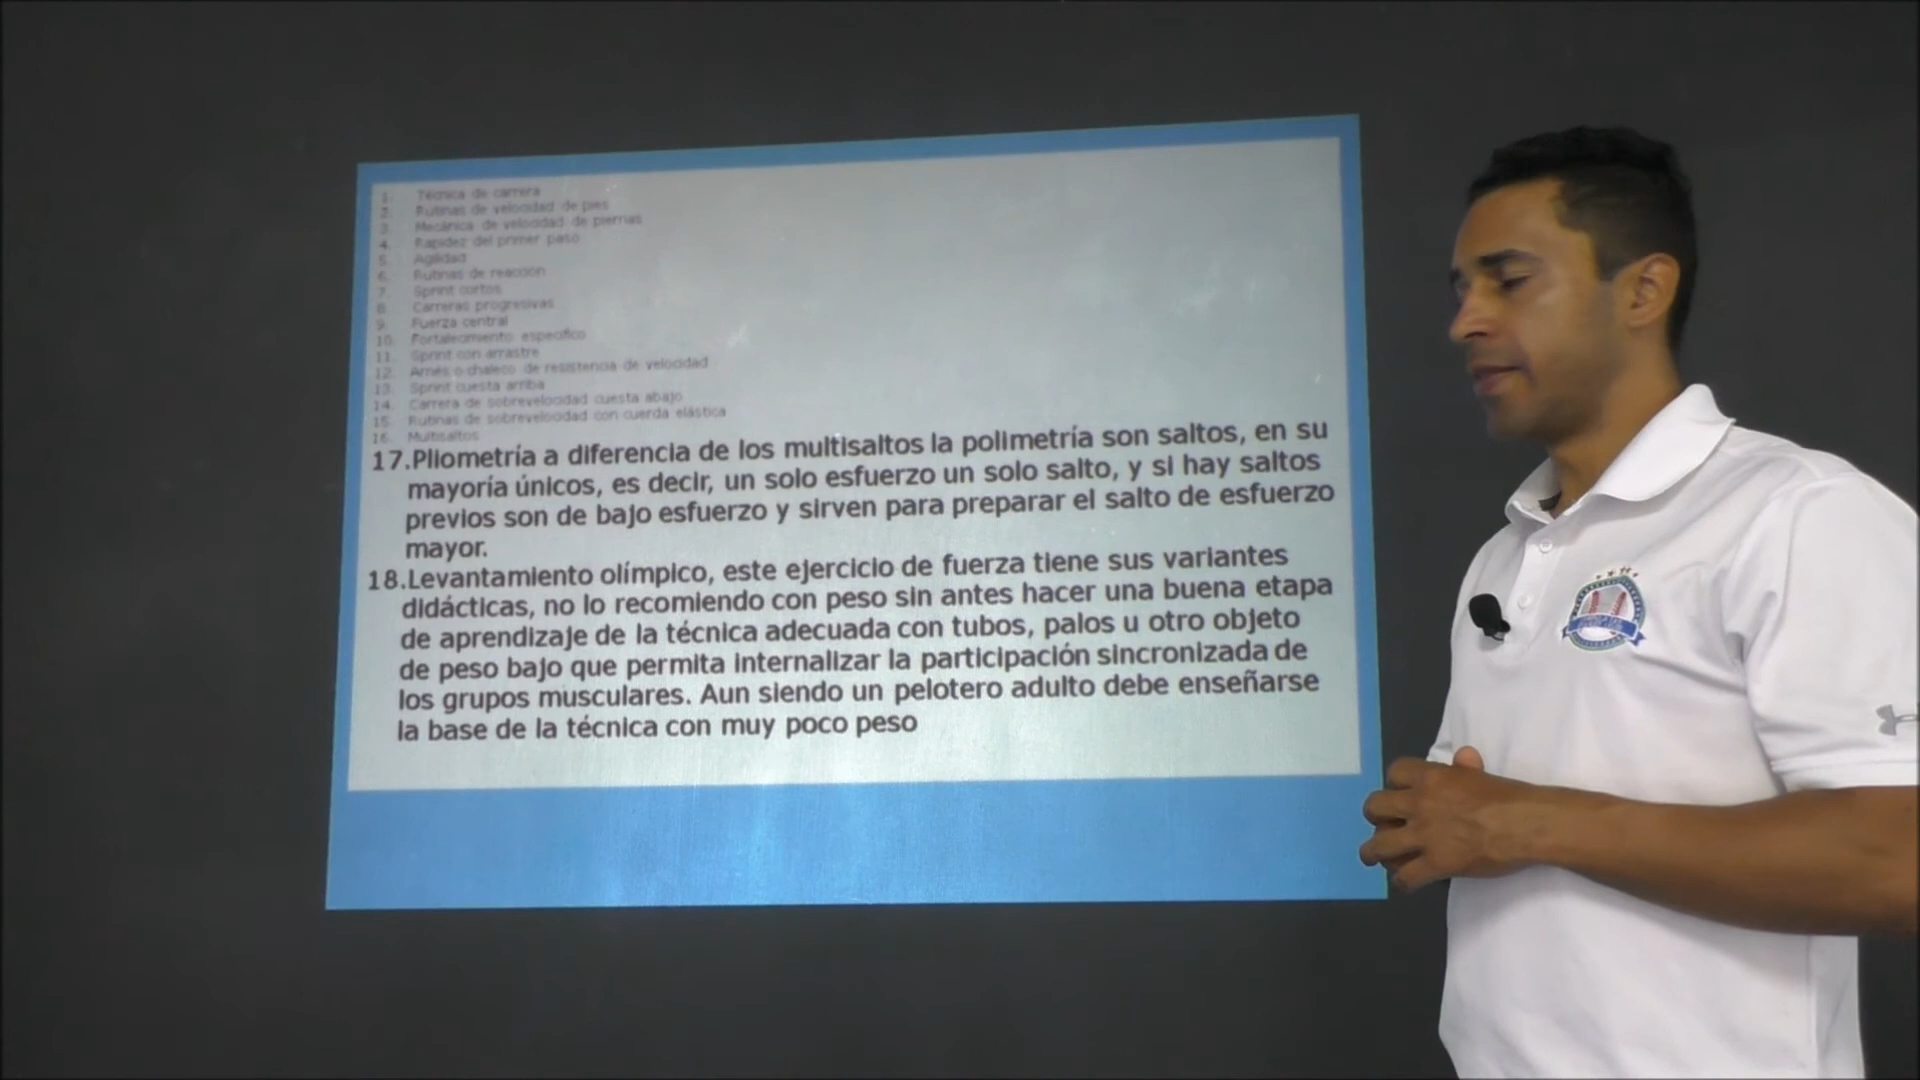 1. Técnica de carrera
2. Rutinas de velocidad de pies
3. Mecánica de velocidad de piernas
4. Rapidez del primer paso
5. Agilidad
6. Rutinas de reacción
7. Sprint cortos
8. Carreras progresivas
9. Fuerza central
10. Fortalecimiento especifico
11. Sprint con arrastre
12. Arnés o chaleco de resistencia de velocidad
13. Sprint cuesta arriba
14. Carrera de sobrevelocidad cuesta abajo
15. Rutinas de sobrevelocidad con cuerda elástica
16. Multisaltos
17.Pliometría a diferencia de los multisaltos la polimetría son saltos, en su
mayoría únicos, es decir, un solo esfuerzo un solo salto, y si hay saltos
previos son de bajo esfuerzo y sirven para preparar el salto de esfuerzo
mayor.
18.Levantamiento olímpico, este ejercicio de fuerza tiene sus variantes
didácticas, no lo recomiendo con peso sin antes hacer una buena etapa
de aprendizaje de la técnica adecuada con tubos, palos u otro objeto
de peso bajo que permita internalizar la participación sincronizada de
los grupos musculares. Aun siendo un pelotero adulto debe enseñarse
la base de la técnica con muy poco peso